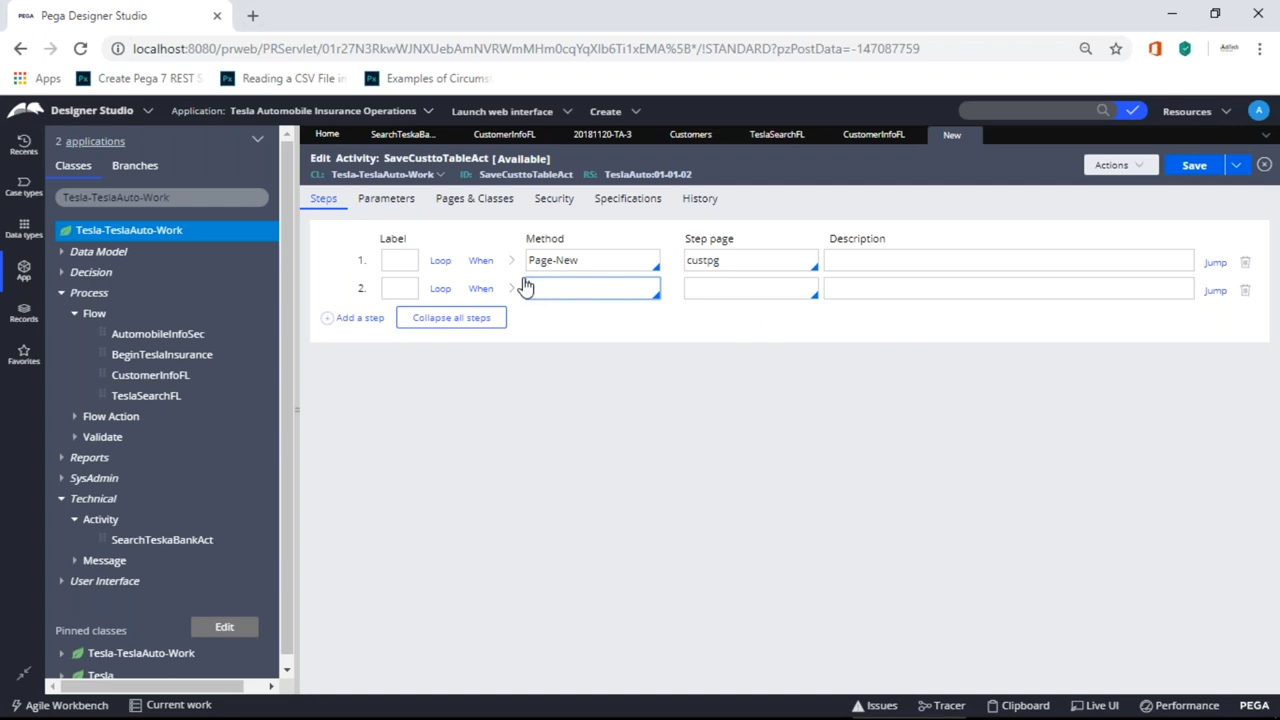 PEGA Pega Designer Studio
localhost:8080/prweb/PRServlet/01r27N3RkwWJNXUebAmNVRWmMHm0cqYqXlb6Ti1xEMA%5B*/!STANDARD?pzPostData=-147087759
Apps Px Create Pega 7 REST S Px Reading a CSV File in Px Examples of Circums
Designer Studio Application: Tesla Automobile Insurance Operations Launch web interface Create Resources A
Recents
Case types
Data types
App
Records
Favorites
2 applications
Classes Branches
Tesla-TeslaAuto-Work
Tesla-TeslaAuto-Work
Data Model
Decision
Process
Flow
AutomobileInfoSec
BeginTeslaInsurance
CustomerInfoFL
TeslaSearchFL
Flow Action
Validate
Reports
SysAdmin
Technical
Activity
SearchTeskaBankAct
Message
User Interface
Pinned classes Edit
Tesla-TeslaAuto-Work
Tesla
Home SearchTeskaBa... CustomerInfoFL 20181120-TA-3 Customers TeslaSearchFL CustomerInfoFL New
Edit Activity: SaveCusttoTableAct [Available]
CL: Tesla-TeslaAuto-Work ID: SaveCusttoTableAct RS: TeslaAuto:01-01-02
Actions Save
Steps Parameters Pages & Classes Security Specifications History
Label Method Step page Description
1. Loop When Page-New custpg Jump
2. Loop When Jump
Add a step Collapse all steps
Agile Workbench Current work Issues Tracer Clipboard Live UI Performance PEGA